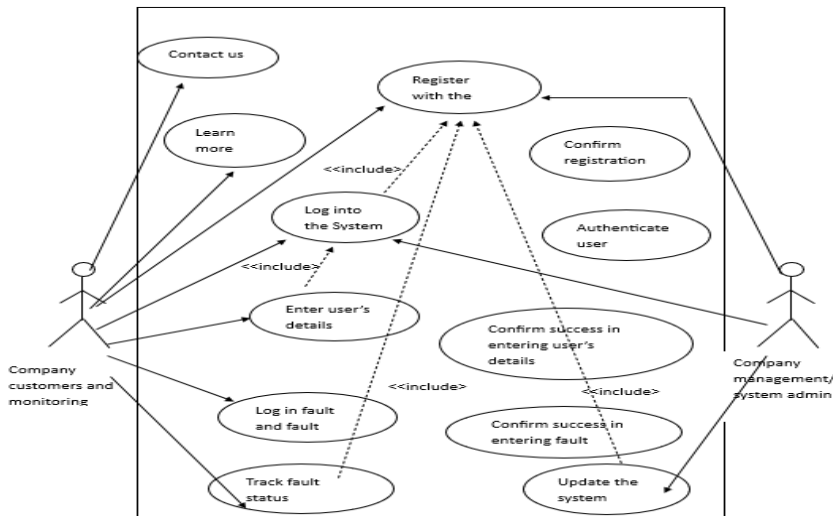 Contact us
Register
with the
Learn
more
Confirm
registration
<<include>
Log into
the System
Authenticate
user
<<include>
Enter user's
details
Confirm success in
entering user's
details
Company
customers and
monitoring
Company
management/
system admin
<<include>
<<include>
Log in fault
and fault
Confirm success in
entering fault
Track fault
status
Update the
system